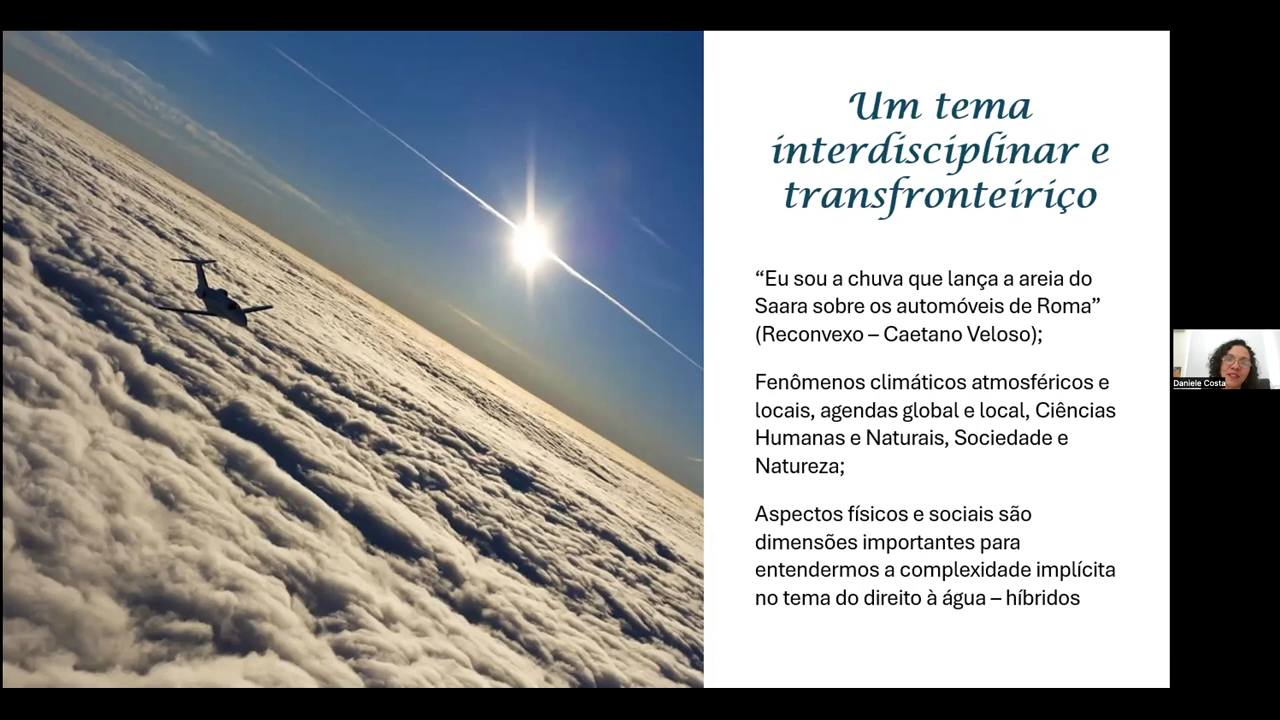 Um tema
interdisciplinar e
transfronteiriço
“Eu sou a chuva que lança a areia do
Saara sobre os automóveis de Roma”
(Reconvexo – Caetano Veloso);
Fenômenos climáticos atmosféricos e
locais, agendas global e local, Ciências
Humanas e Naturais, Sociedade e
Natureza;
Aspectos físicos e sociais são
dimensões importantes para
entendermos a complexidade implícita
no tema do direito à água – híbridos
Daniele Costa